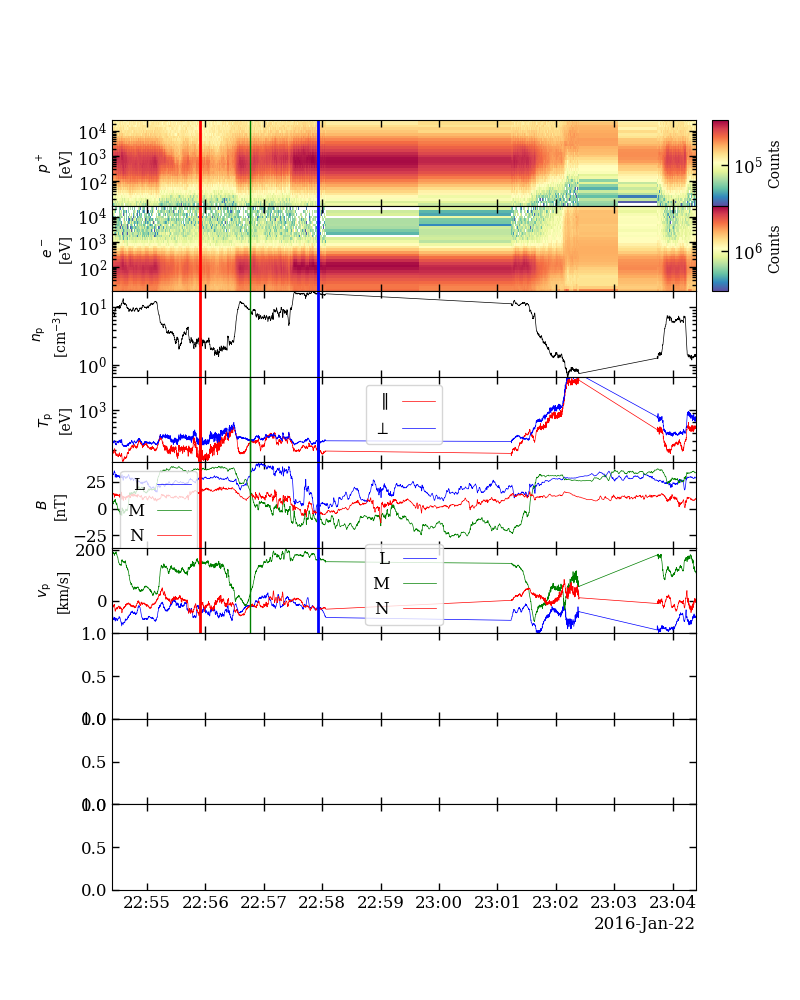 10⁴
10³
10²
p⁺
[eV]
10⁵
Counts
10⁴
10³
10²
e⁻
[eV]
10⁶
Counts
10¹
10⁰
nₚ
[cm⁻³]
10³
Tₚ
[eV]
∥
⊥
25
0
−25
B
[nT]
L
M
N
200
0
vₚ
[km/s]
L
M
N
1.0
0.5
0.0
1.0
0.5
0.0
1.0
0.5
0.0
22:55 22:56 22:57 22:58 22:59 23:00 23:01 23:02 23:03 23:04
2016-Jan-22